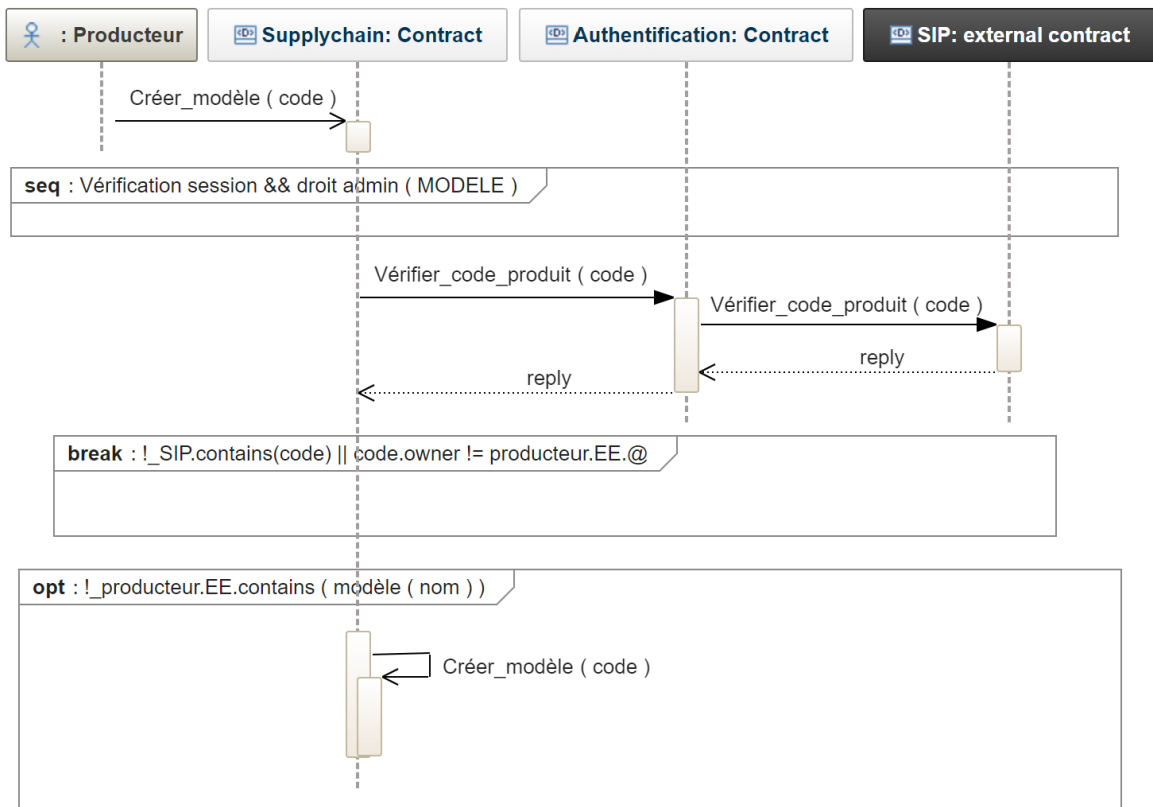 : Producteur
Supplychain: Contract
Authentification: Contract
SIP: external contract
Créer_modèle ( code )
seq : Vérification session && droit admin ( MODELE )
Vérifier_code_produit ( code )
Vérifier_code_produit ( code )
reply
reply
break : !_SIP.contains(code) || code.owner != producteur.EE.@
opt : !_producteur.EE.contains ( modèle ( nom ) )
Créer_modèle ( code )